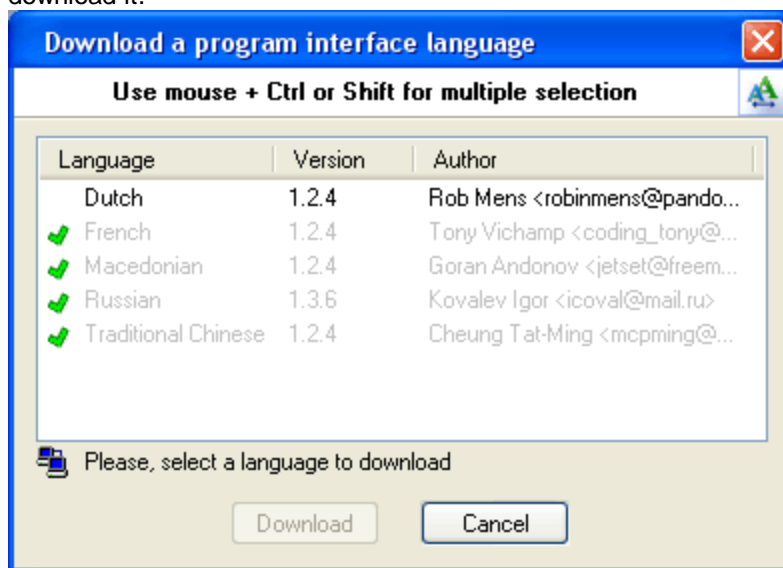 download it.
Download a program interface language
Use mouse + Ctrl or Shift for multiple selection
Language Version Author
Dutch 1.2.4 Rob Mens <robinmens@pando...
French 1.2.4 Tony Vichamp <coding_tony@...
Macedonian 1.2.4 Goran Andonov <jetset@freem...
Russian 1.3.6 Kovalev Igor <icoval@mail.ru>
Traditional Chinese 1.2.4 Cheung Tat-Ming <mcpming@...
Please, select a language to download
Download Cancel